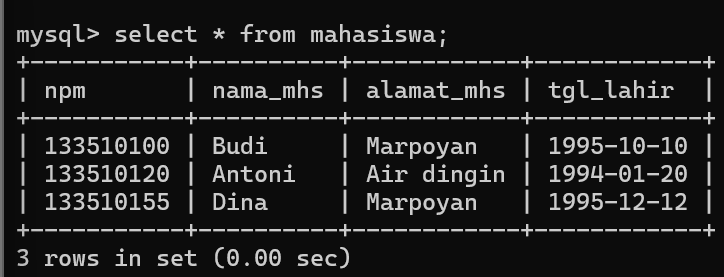 mysql> select * from mahasiswa;
+-----------+----------+------------+------------+
| npm       | nama_mhs | alamat_mhs | tgl_lahir  |
+-----------+----------+------------+------------+
| 133510100 | Budi     | Marpoyan   | 1995-10-10 |
| 133510120 | Antoni   | Air dingin | 1994-01-20 |
| 133510155 | Dina     | Marpoyan   | 1995-12-12 |
+-----------+----------+------------+------------+
3 rows in set (0.00 sec)